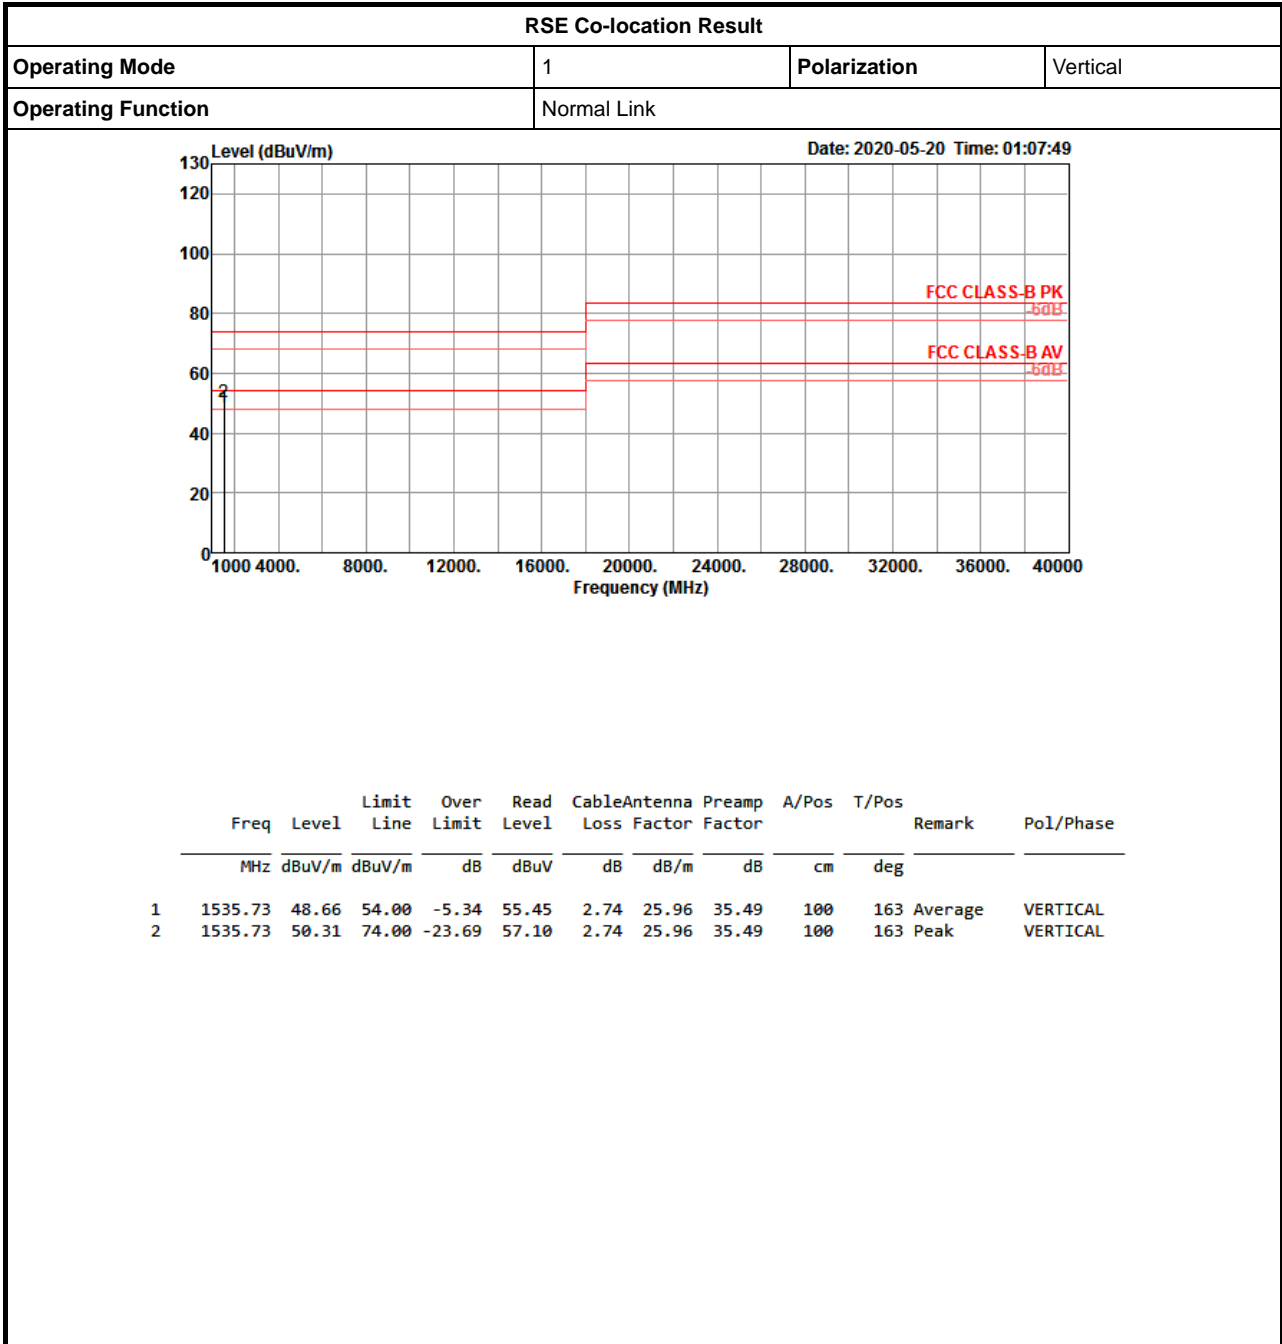 RSE Co-location Result
Operating Mode 1 Polarization Vertical
Operating Function Normal Link
Level (dBuV/m) Date: 2020-05-20 Time: 01:07:49
130
120
100
FCC CLASS-B PK
-6dB
80
FCC CLASS-B AV
-6dB
60
2
40
20
0
1000 4000. 8000. 12000. 16000. 20000. 24000. 28000. 32000. 36000. 40000
Frequency (MHz)
Limit Over Read CableAntenna Preamp A/Pos T/Pos
Freq Level Line Limit Level Loss Factor Factor Remark Pol/Phase
MHz dBuV/m dBuV/m dB dBuV dB dB/m dB cm deg
1 1535.73 48.66 54.00 -5.34 55.45 2.74 25.96 35.49 100 163 Average VERTICAL
2 1535.73 50.31 74.00 -23.69 57.10 2.74 25.96 35.49 100 163 Peak VERTICAL